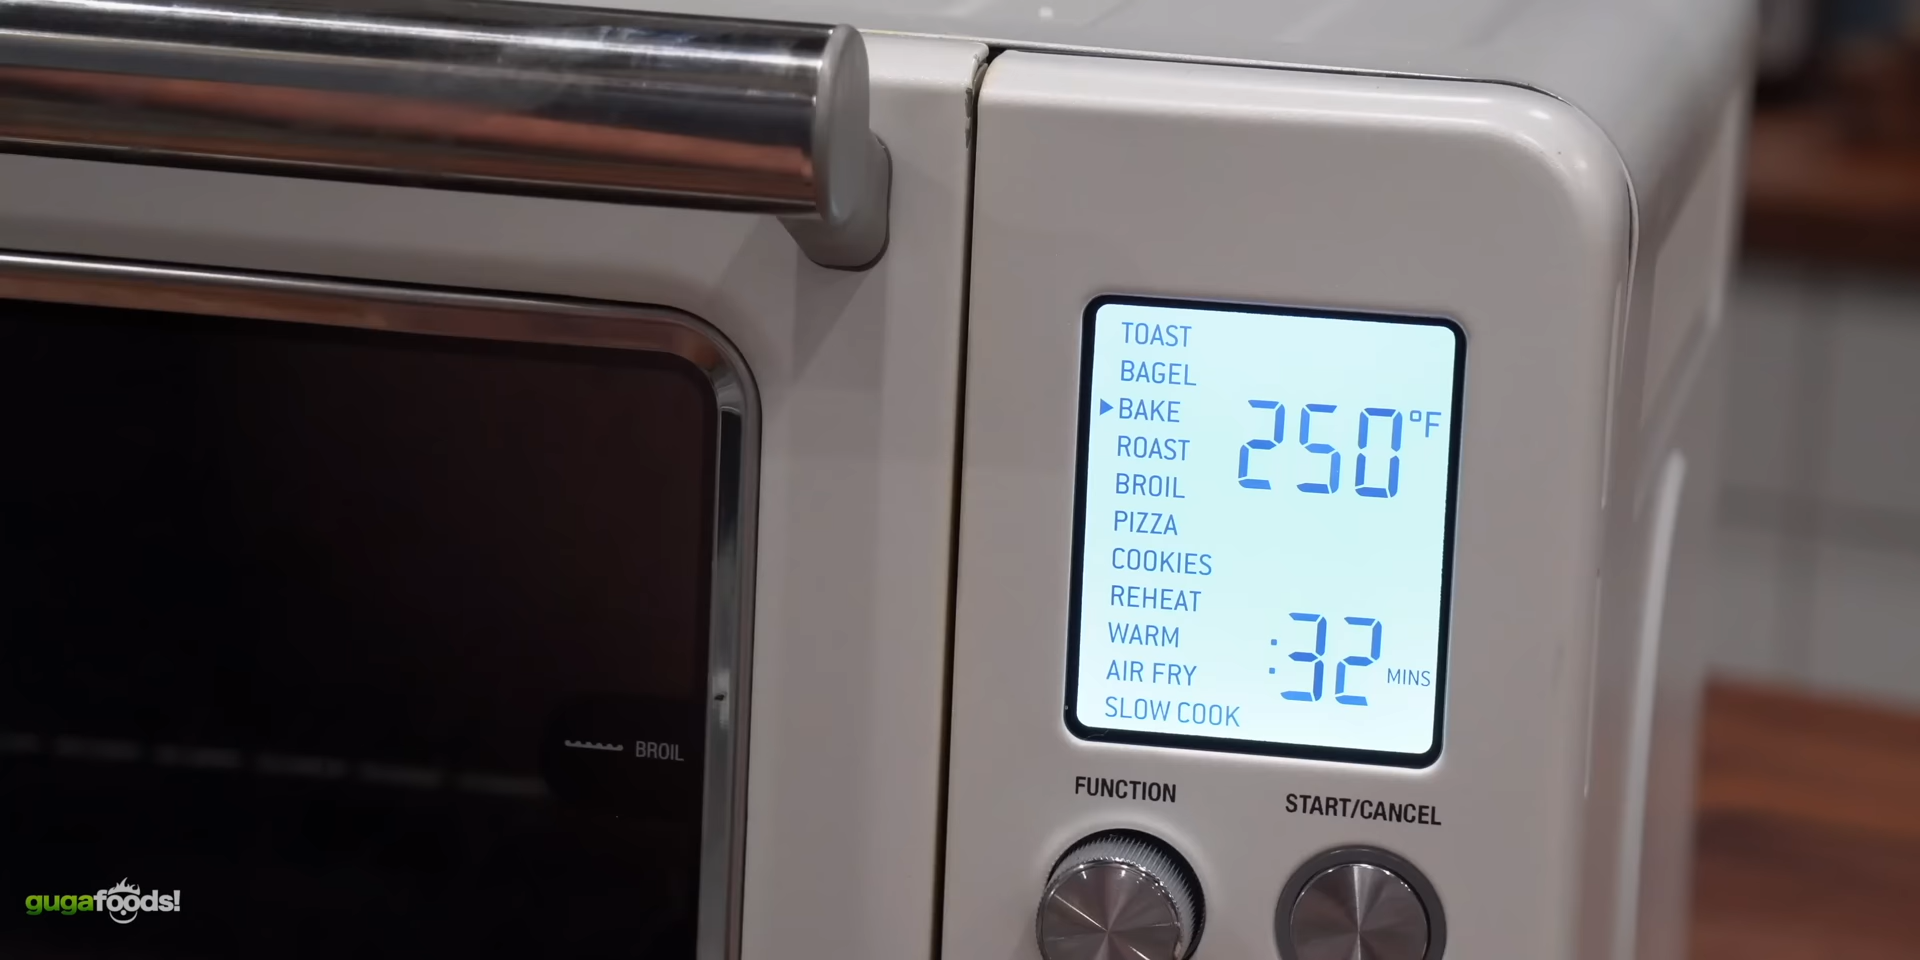 TOAST
BAGEL
▶BAKE
250°F
ROAST
BROIL
PIZZA
COOKIES
REHEAT
WARM
:32 MINS
AIR FRY
SLOW COOK
BROIL
FUNCTION
START/CANCEL
gugafoods!